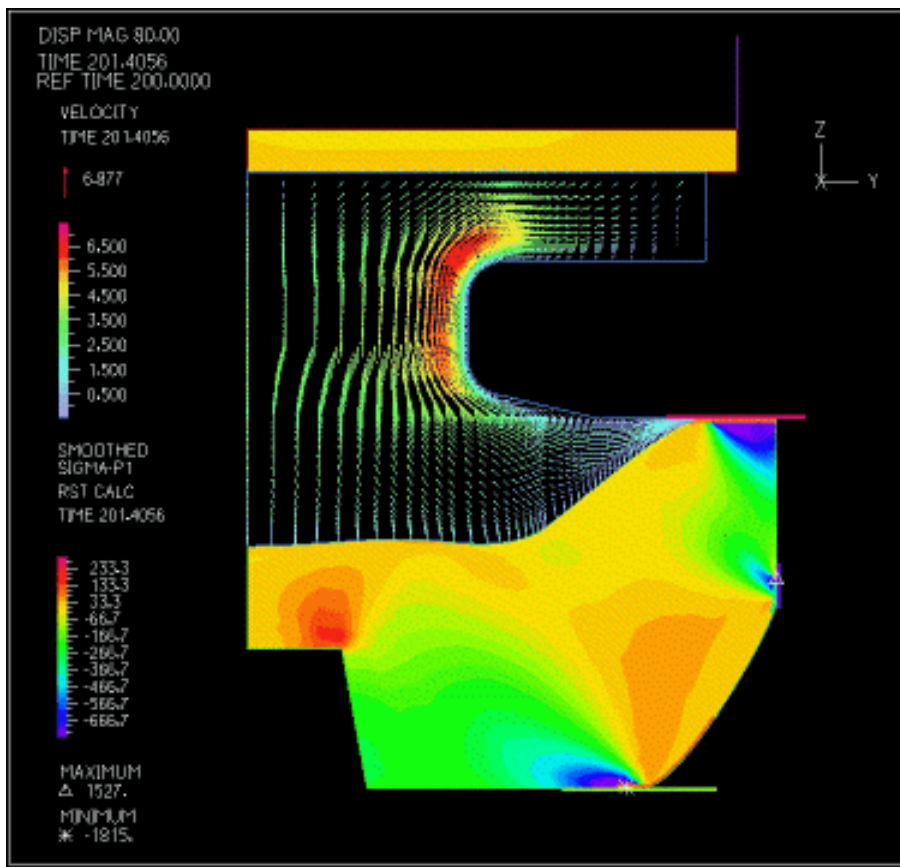 DISP MAG 80.00
TIME 201.4056
REF TIME 200.0000
VELOCITY
TIME 201.4056
6.877
6.500
5.500
4.500
3.500
2.500
1.500
0.500
SMOOTHED
SIGMA-P1
RST CALC
TIME 201.4056
233.3
133.3
33.3
-66.7
-166.7
-266.7
-366.7
-466.7
-566.7
-666.7
MAXIMUM
Δ 1527.
MINIMUM
* -1815.
Z
X Y